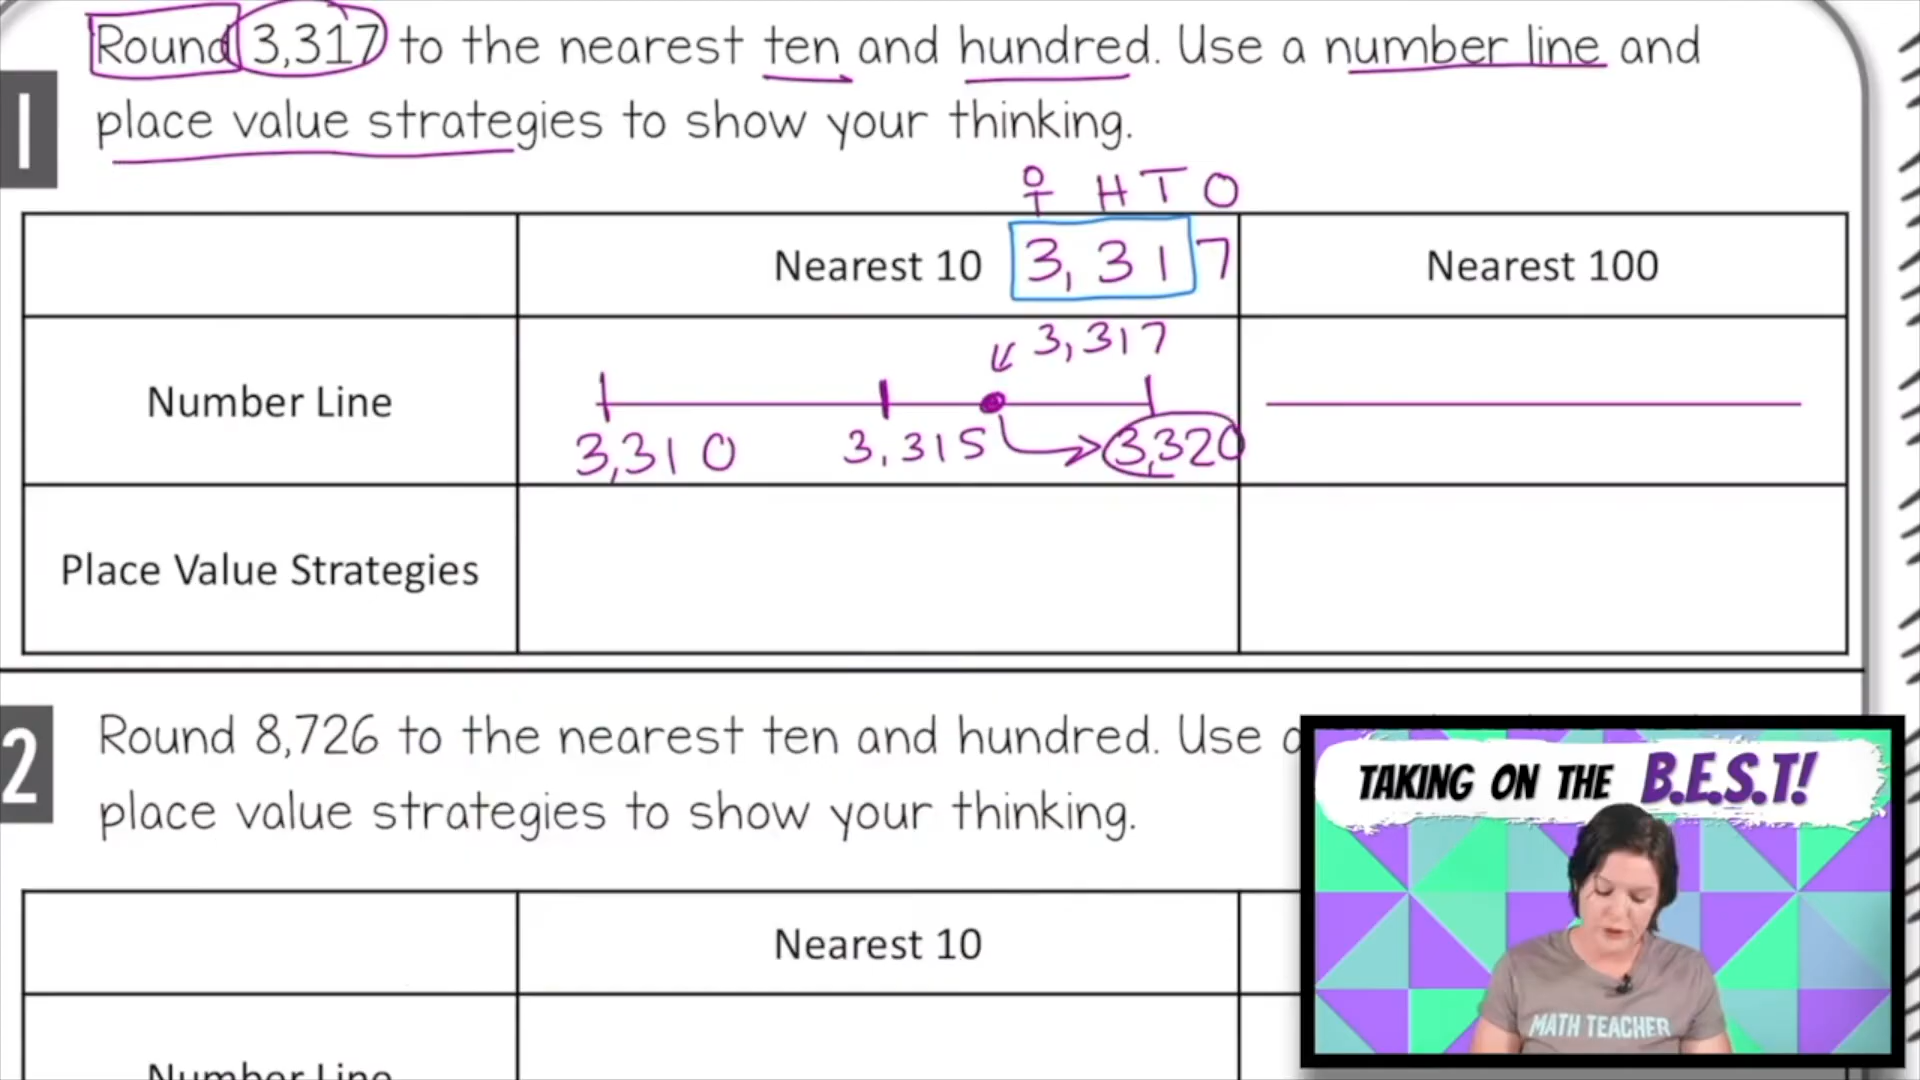 Round 3,317 to the nearest ten and hundred. Use a number line and
1
place value strategies to show your thinking.
O H T O
T
Nearest 10 3,317 Nearest 100
3,317
Number Line
3,310 3,315 3,320
Place Value Strategies
2
Round 8,726 to the nearest ten and hundred. Use a
place value strategies to show your thinking.
TAKING ON THE B.E.S.T!
Nearest 10
MATH TEACHER
Number Line